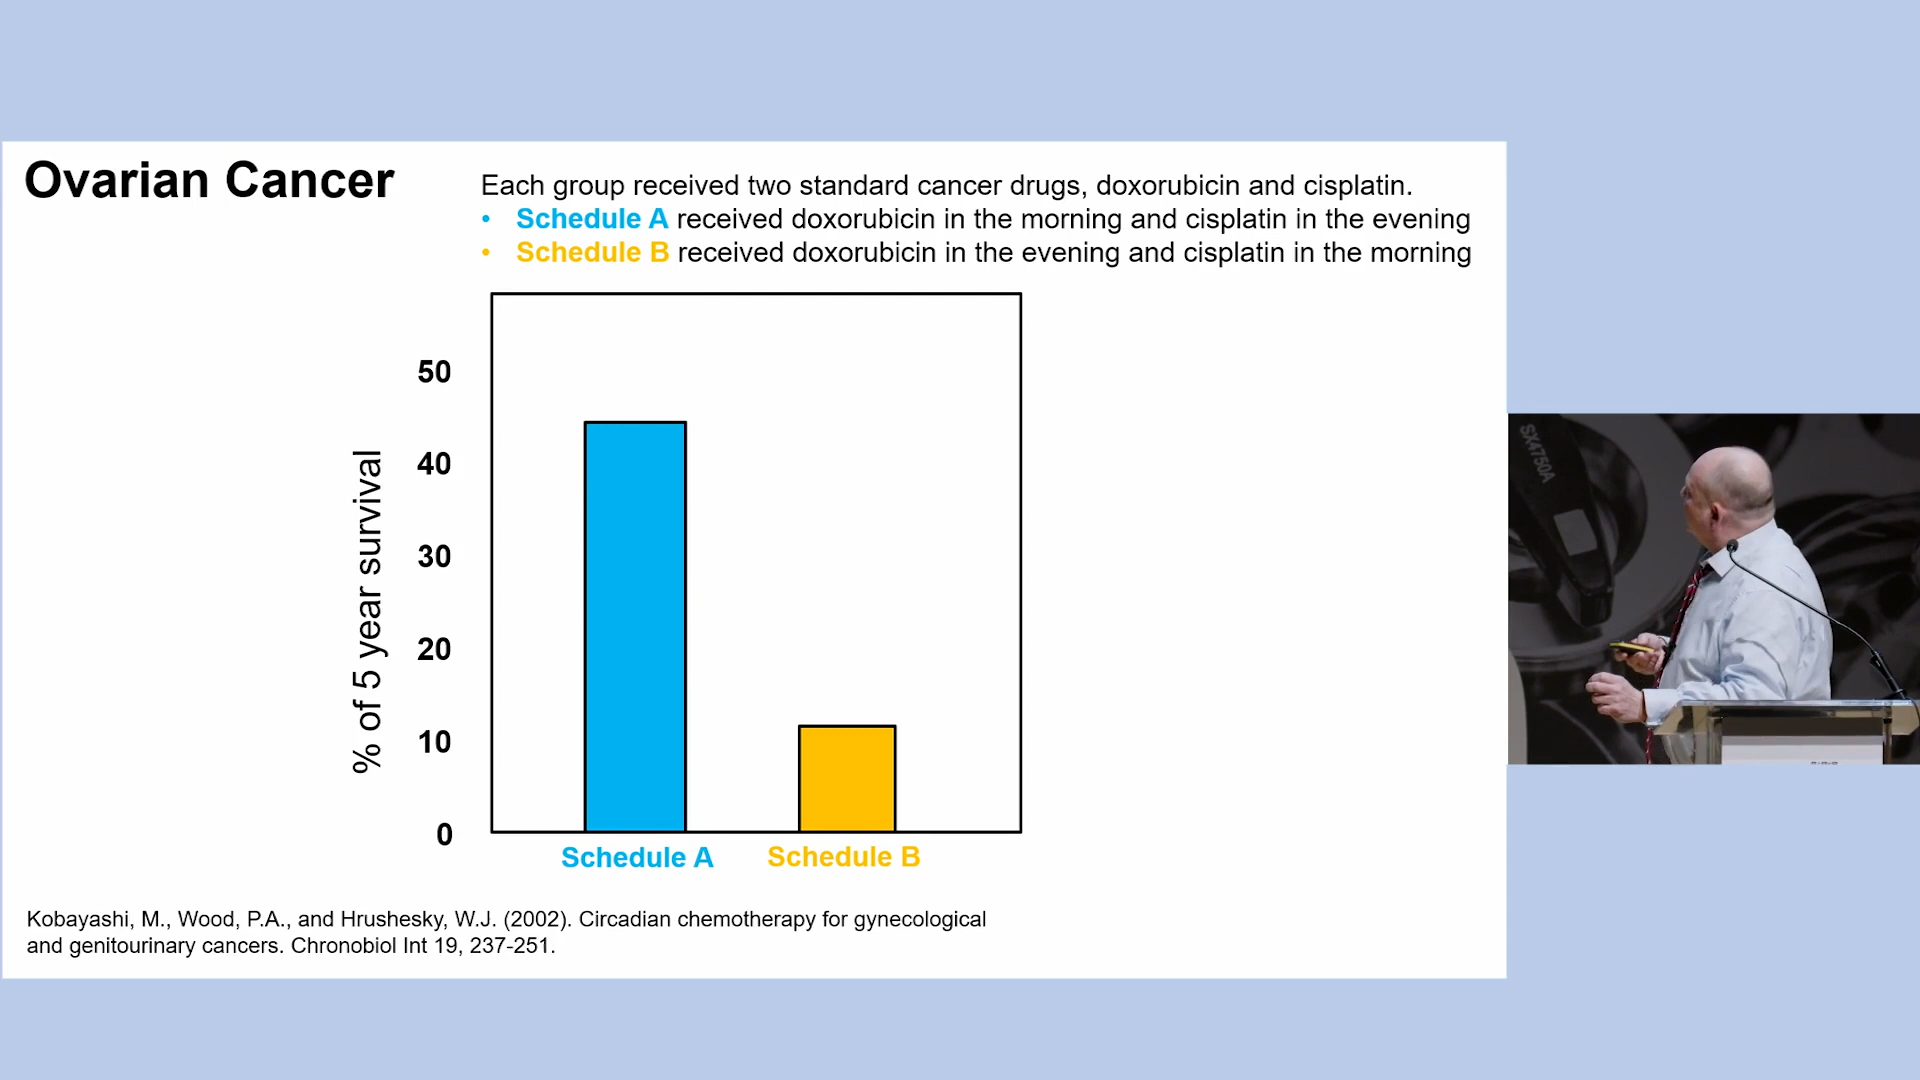 Ovarian Cancer
Each group received two standard cancer drugs, doxorubicin and cisplatin.
• Schedule A received doxorubicin in the morning and cisplatin in the evening
• Schedule B received doxorubicin in the evening and cisplatin in the morning
% of 5 year survival
50
40
30
20
10
0
Schedule A
Schedule B
Kobayashi, M., Wood, P.A., and Hrushesky, W.J. (2002). Circadian chemotherapy for gynecological
and genitourinary cancers. Chronobiol Int 19, 237-251.
SX4750A